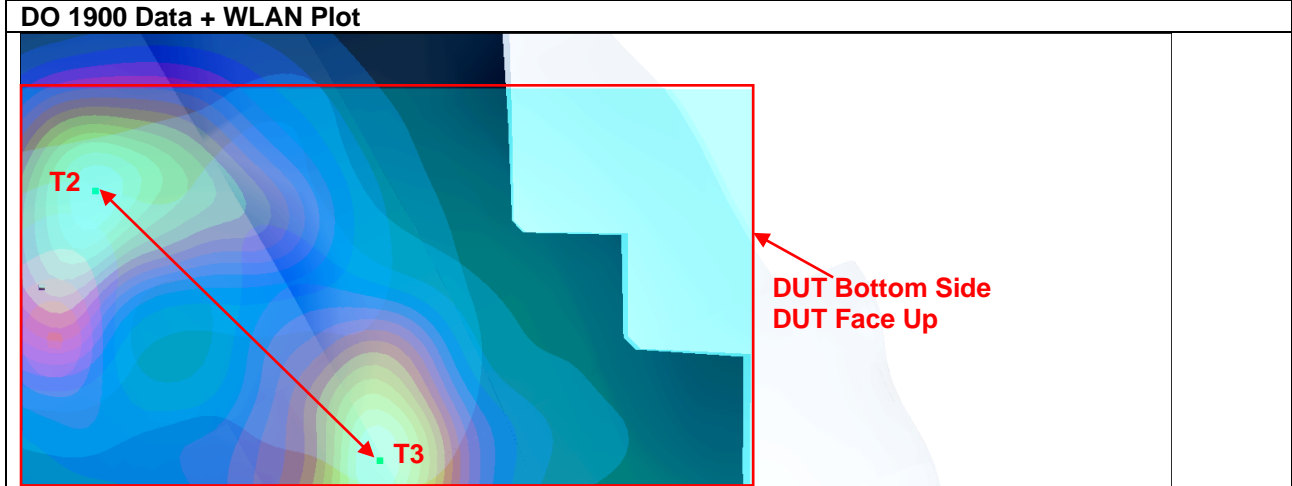 DO 1900 Data + WLAN Plot
T2
DUT Bottom Side
DUT Face Up
T3